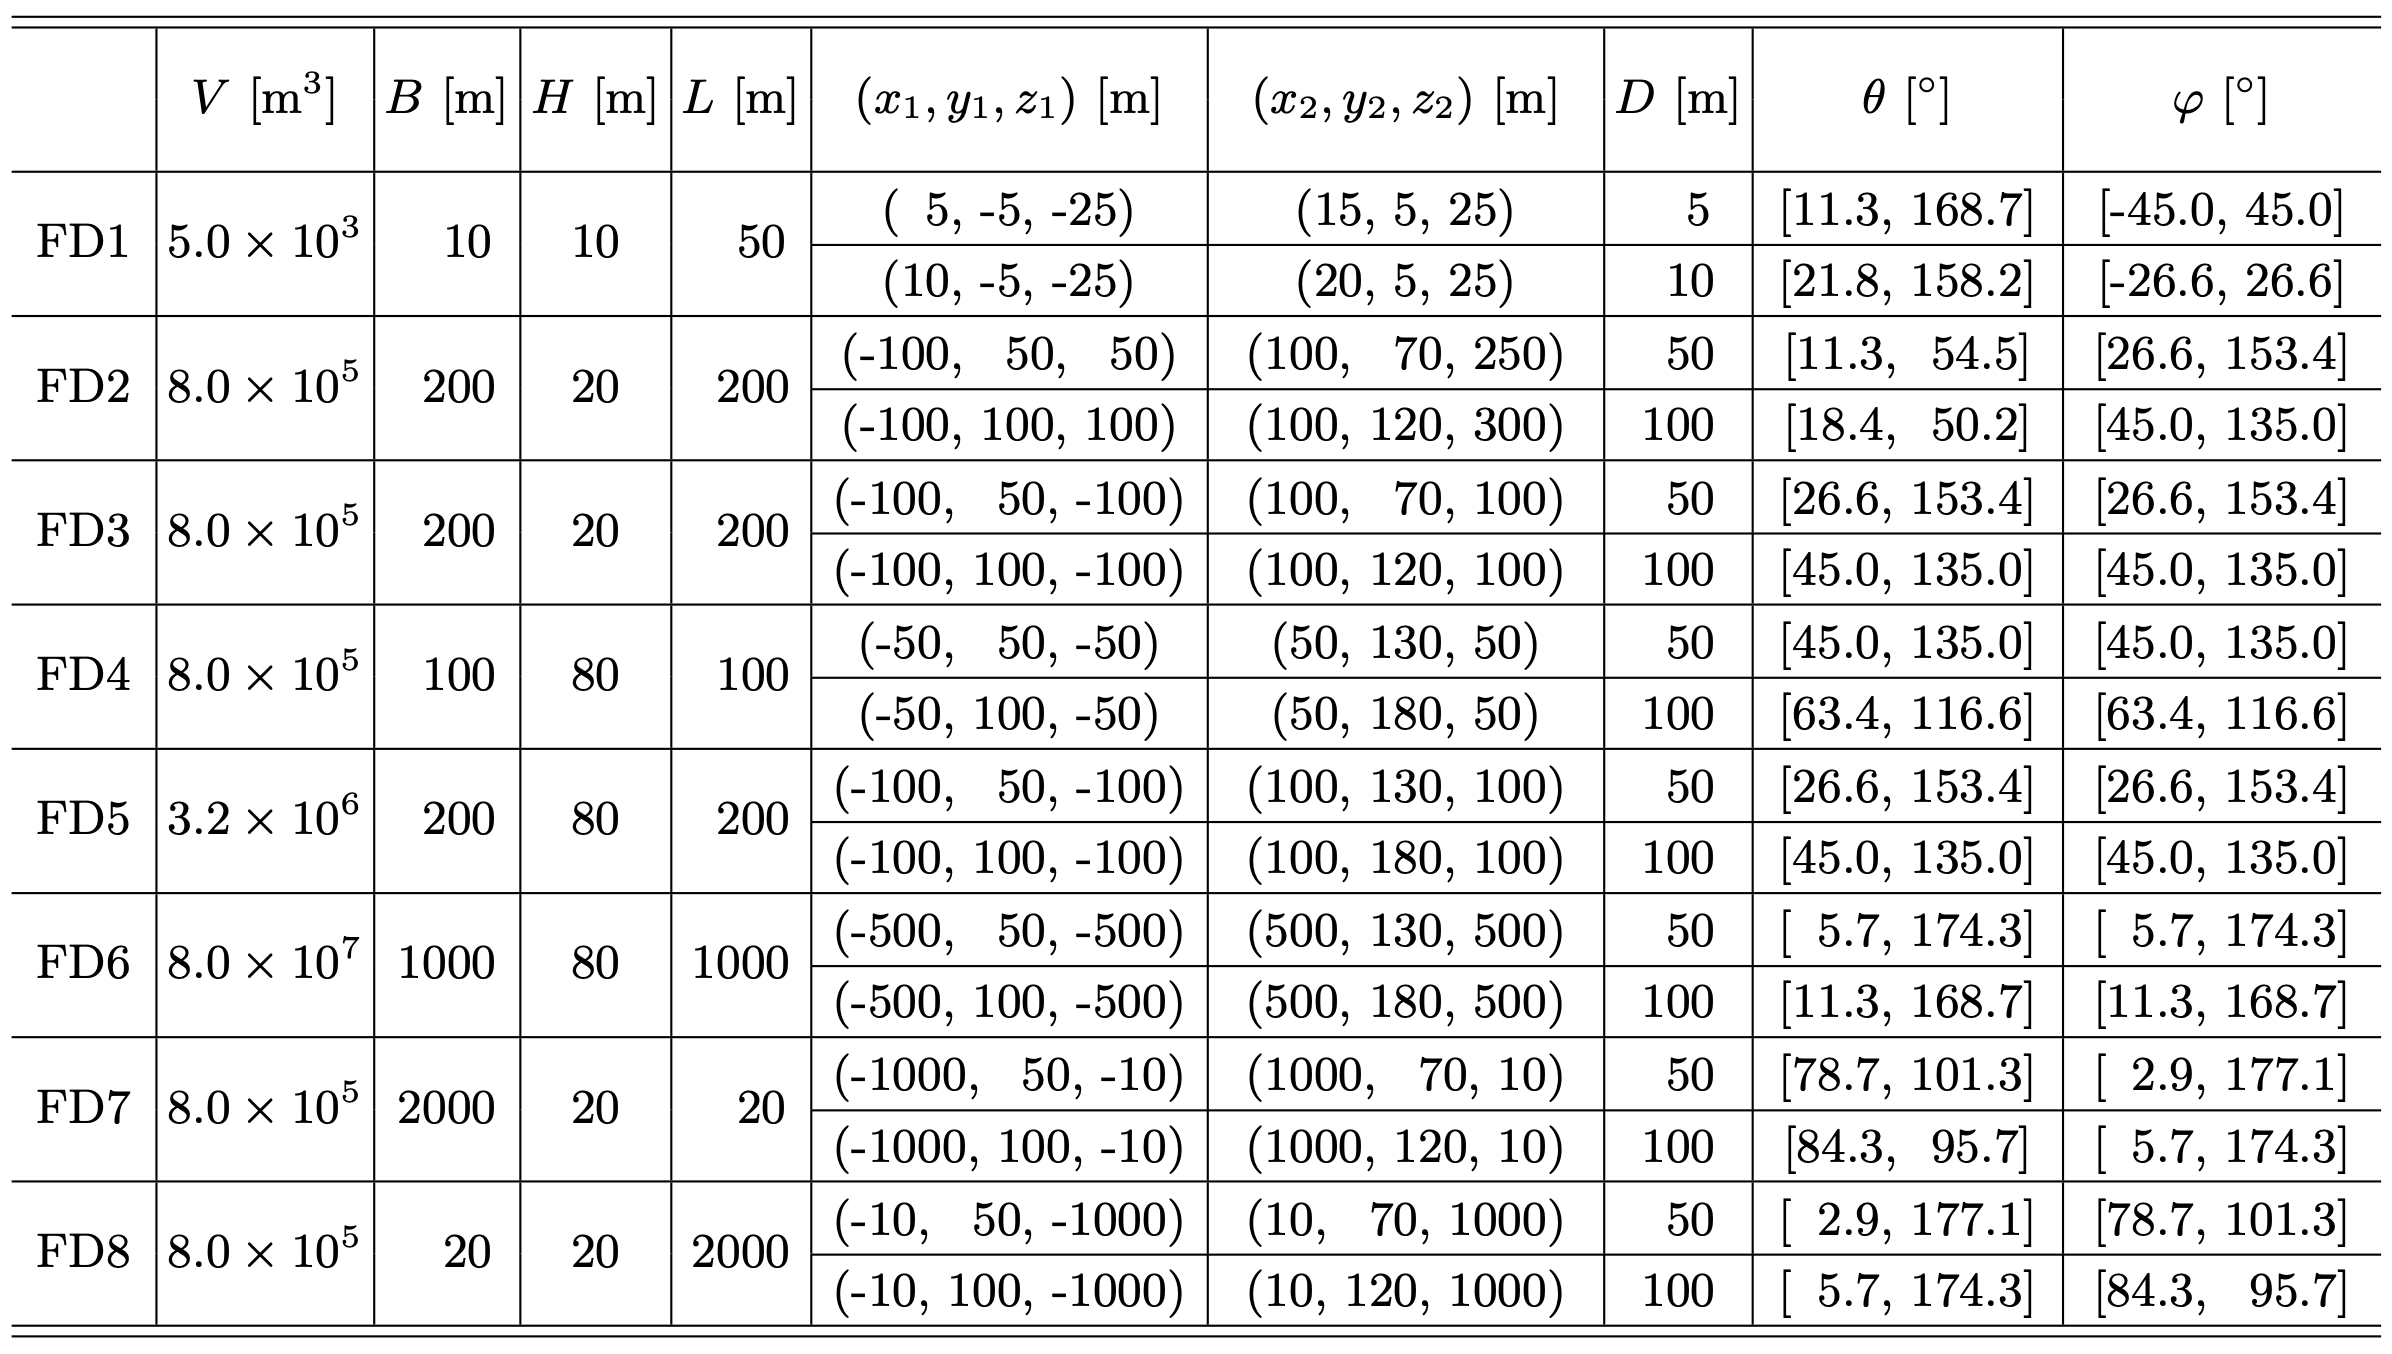 V [m³] B [m] H [m] L [m] (x₁, y₁, z₁) [m] (x₂, y₂, z₂) [m] D [m] θ [°] φ [°]
FD1 5.0 × 10³ 10 10 50 ( 5, -5, -25) (15, 5, 25) 5 [11.3, 168.7] [-45.0, 45.0]
(10, -5, -25) (20, 5, 25) 10 [21.8, 158.2] [-26.6, 26.6]
FD2 8.0 × 10⁵ 200 20 200 (-100, 50, 50) (100, 70, 250) 50 [11.3, 54.5] [26.6, 153.4]
(-100, 100, 100) (100, 120, 300) 100 [18.4, 50.2] [45.0, 135.0]
FD3 8.0 × 10⁵ 200 20 200 (-100, 50, -100) (100, 70, 100) 50 [26.6, 153.4] [26.6, 153.4]
(-100, 100, -100) (100, 120, 100) 100 [45.0, 135.0] [45.0, 135.0]
FD4 8.0 × 10⁵ 100 80 100 (-50, 50, -50) (50, 130, 50) 50 [45.0, 135.0] [45.0, 135.0]
(-50, 100, -50) (50, 180, 50) 100 [63.4, 116.6] [63.4, 116.6]
FD5 3.2 × 10⁶ 200 80 200 (-100, 50, -100) (100, 130, 100) 50 [26.6, 153.4] [26.6, 153.4]
(-100, 100, -100) (100, 180, 100) 100 [45.0, 135.0] [45.0, 135.0]
FD6 8.0 × 10⁷ 1000 80 1000 (-500, 50, -500) (500, 130, 500) 50 [ 5.7, 174.3] [ 5.7, 174.3]
(-500, 100, -500) (500, 180, 500) 100 [11.3, 168.7] [11.3, 168.7]
FD7 8.0 × 10⁵ 2000 20 20 (-1000, 50, -10) (1000, 70, 10) 50 [78.7, 101.3] [ 2.9, 177.1]
(-1000, 100, -10) (1000, 120, 10) 100 [84.3, 95.7] [ 5.7, 174.3]
FD8 8.0 × 10⁵ 20 20 2000 (-10, 50, -1000) (10, 70, 1000) 50 [ 2.9, 177.1] [78.7, 101.3]
(-10, 100, -1000) (10, 120, 1000) 100 [ 5.7, 174.3] [84.3, 95.7]